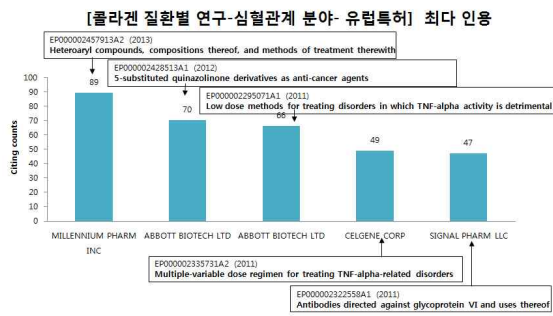 [콜라겐 질환별 연구-심혈관계 분야- 유럽특허] 최다 인용
EP000002457913A2 (2013)
Heteroaryl compounds, compositions thereof, and methods of treatment therewith
EP000002428513A1 (2012)
5-substituted quinazolinone derivatives as anti-cancer agents
EP000002295071A1 (2011)
Low dose methods for treating disorders in which TNF-alpha activity is detrimental
Citing counts
100
90
80
70
60
50
40
30
20
10
0
89
70
66
49
47
MILLENNIUM PHARM INC
ABBOTT BIOTECH LTD
ABBOTT BIOTECH LTD
CELGENE CORP
SIGNAL PHARM LLC
EP000002335731A2 (2011)
Multiple-variable dose regimen for treating TNF-alpha-related disorders
EP000002322558A1 (2011)
Antibodies directed against glycoprotein VI and uses thereof